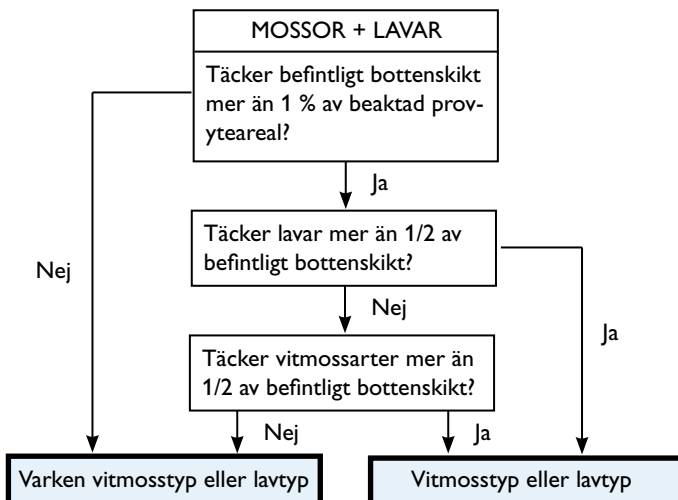 MOSSOR + LAVAR
Täcker befintligt bottenskikt
mer än 1 % av beaktad prov-
yteareal?
Ja
Nej
Täcker lavar mer än 1/2 av
befintligt bottenskikt?
Nej
Ja
Täcker vitmossarter mer än
1/2 av befintligt bottenskikt?
Nej
Ja
Varken vitmosstyp eller lavtyp
Vitmosstyp eller lavtyp